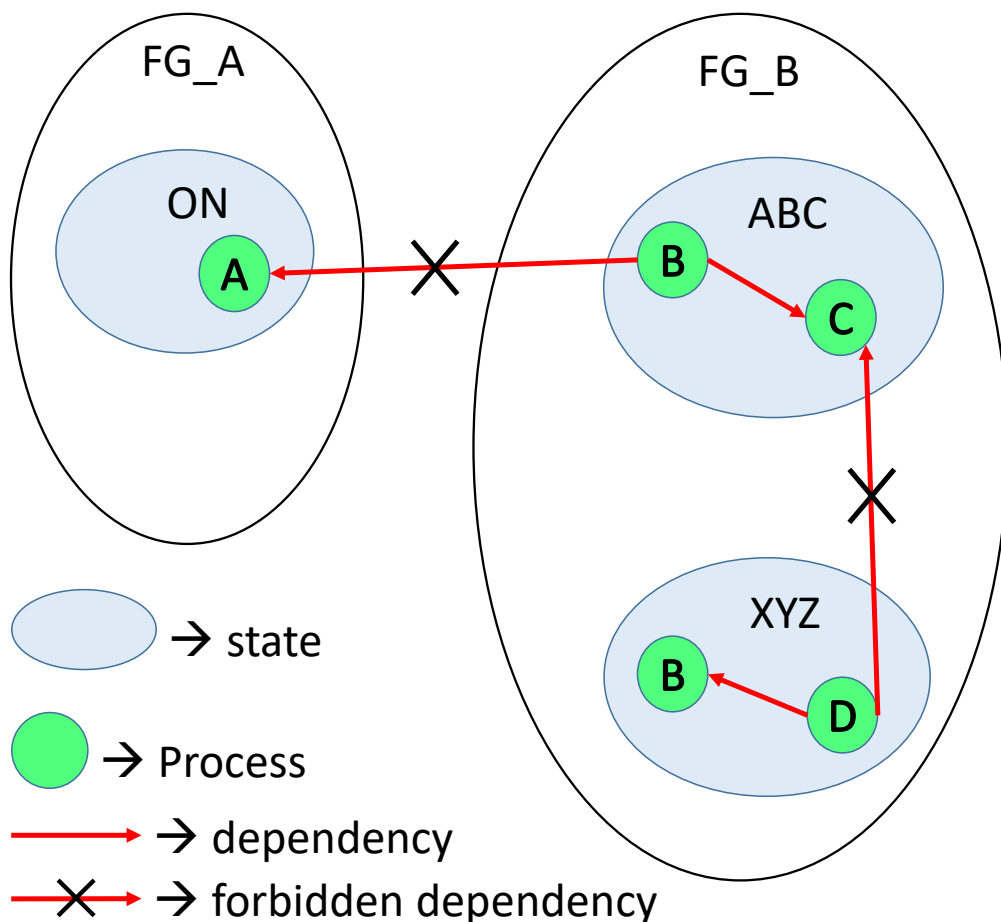 FG_A
ON
A
FG_B
ABC
B
C
XYZ
B
D
→ state
→ Process
→ dependency
→ forbidden dependency